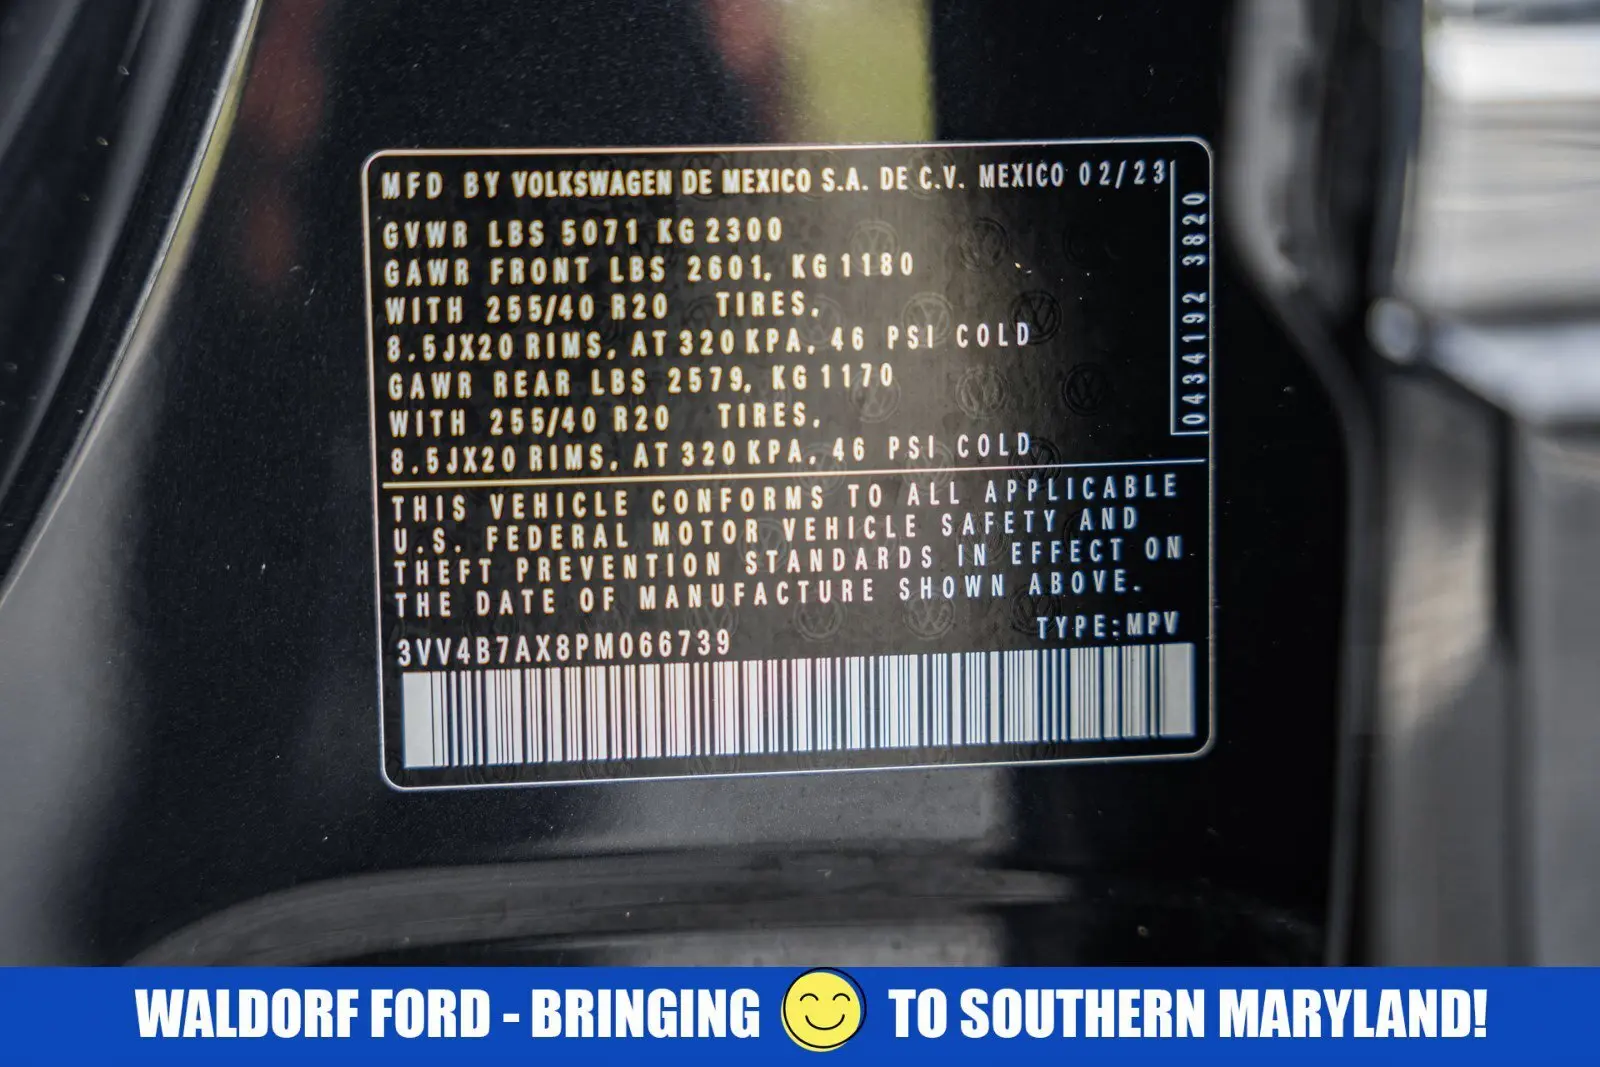 MFD BY VOLKSWAGEN DE MEXICO S.A. DE C.V. MEXICO 02/23
GVWR LBS 5071 KG 2300
GAWR FRONT LBS 2601, KG 1180
WITH 255/40 R20 TIRES,
8.5JX20 RIMS, AT 320 KPA, 46 PSI COLD
GAWR REAR LBS 2579, KG 1170
WITH 255/40 R20 TIRES,
8.5JX20 RIMS, AT 320 KPA, 46 PSI COLD
0434192 3820
THIS VEHICLE CONFORMS TO ALL APPLICABLE
U.S. FEDERAL MOTOR VEHICLE SAFETY AND
THEFT PREVENTION STANDARDS IN EFFECT ON
THE DATE OF MANUFACTURE SHOWN ABOVE.
3VV4B7AX8PM066739 TYPE:MPV
WALDORF FORD - BRINGING 😊 TO SOUTHERN MARYLAND!